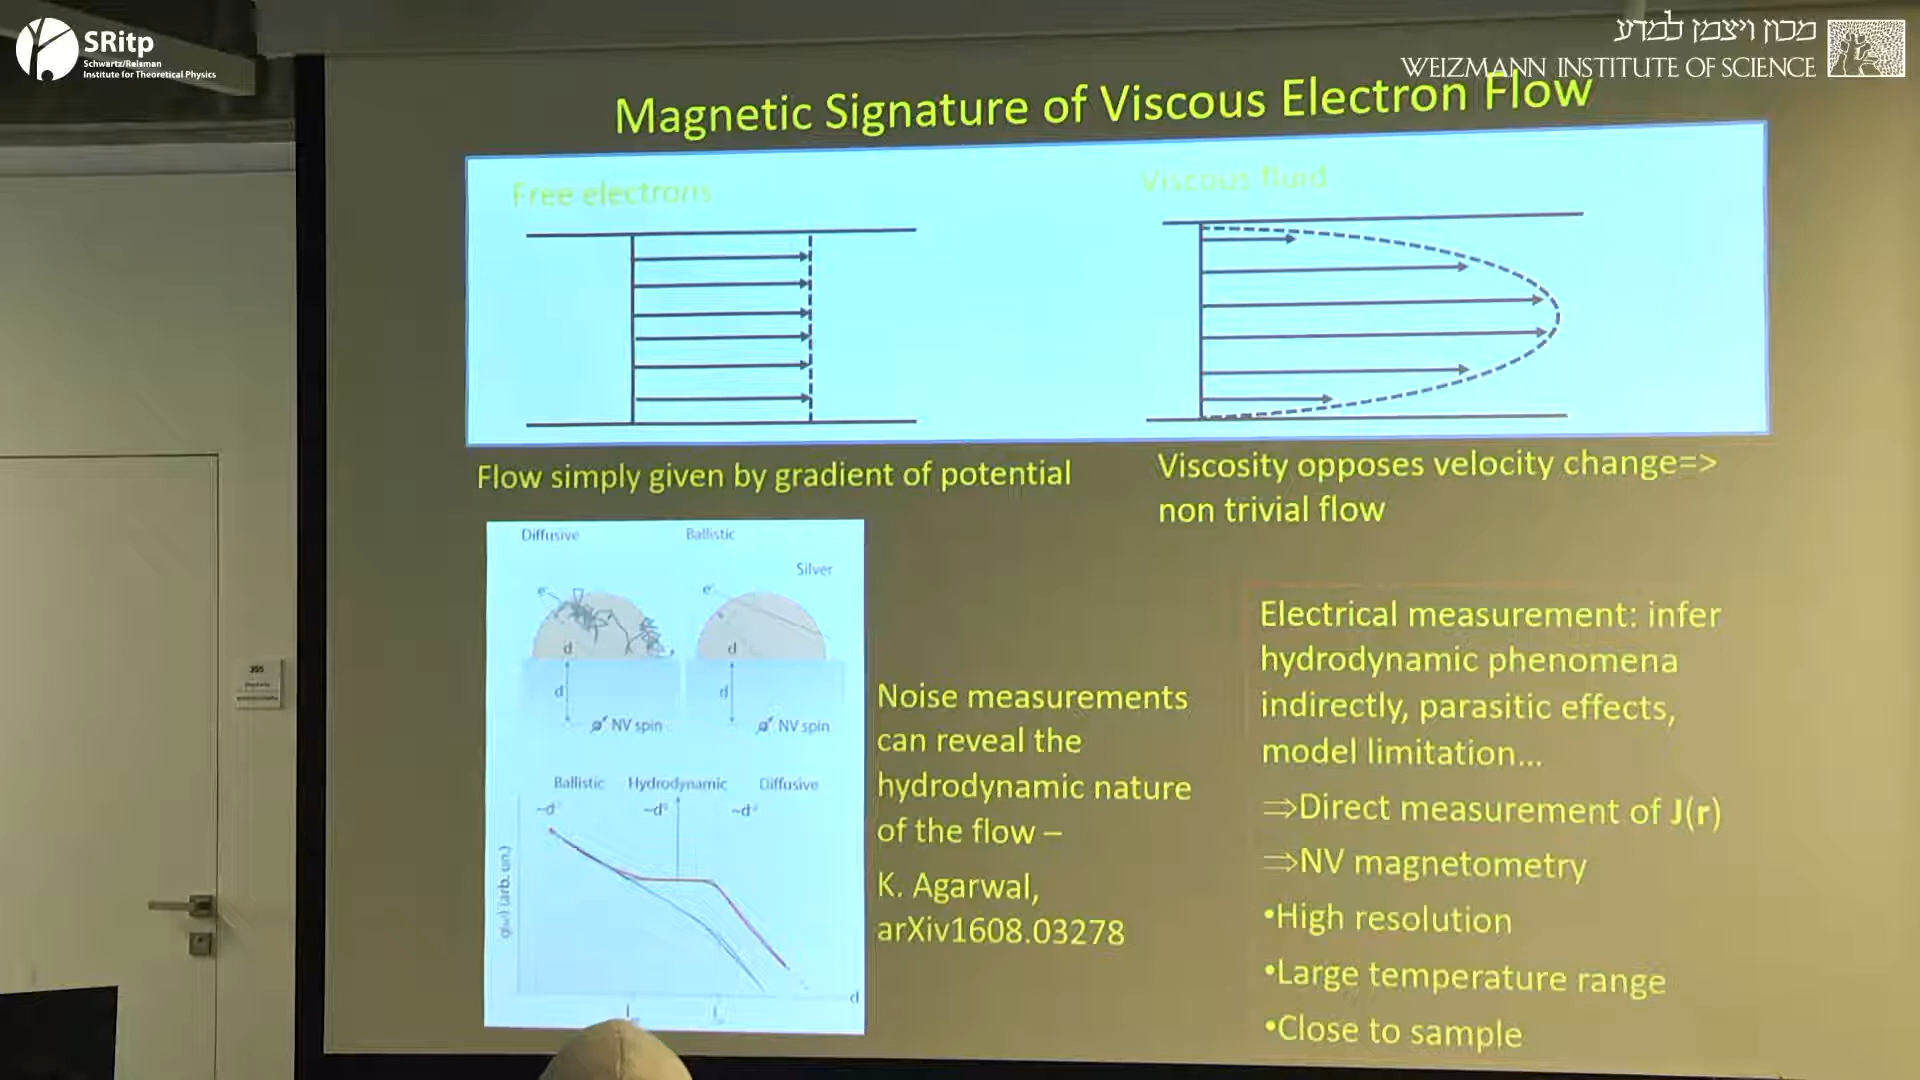 SRitp
Schwartz/Reisman
Institute for Theoretical Physics
מכון ויצמן למדע
WEIZMANN INSTITUTE OF SCIENCE
Magnetic Signature of Viscous Electron Flow
Free electrons
Viscous fluid
Flow simply given by gradient of potential
Viscosity opposes velocity change=>
non trivial flow
Diffusive
Ballistic
Silver
e
e
d
d
d
d
NV spin
NV spin
Ballistic
Hydrodynamic
Diffusive
d
Noise measurements
can reveal the
hydrodynamic nature
of the flow –
K. Agarwal,
arXiv1608.03278
Electrical measurement: infer
hydrodynamic phenomena
indirectly, parasitic effects,
model limitation...
⇒Direct measurement of J(r)
⇒NV magnetometry
•High resolution
•Large temperature range
•Close to sample